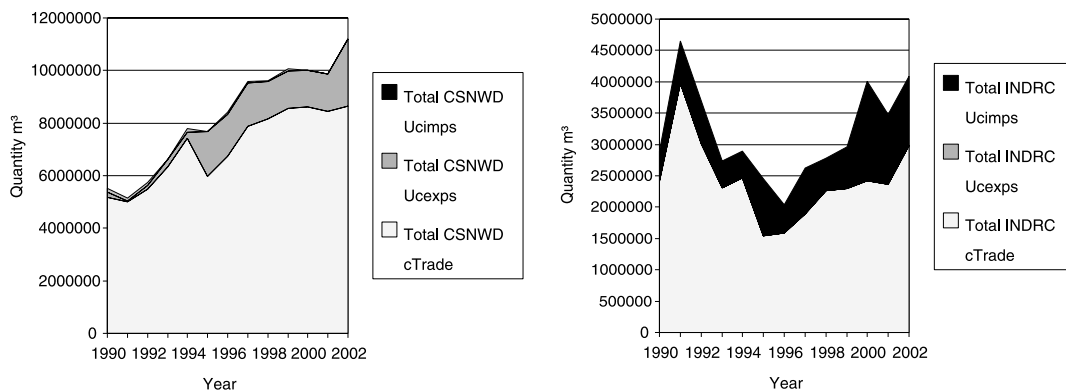 12000000
10000000
8000000
6000000
4000000
2000000
0
Quantity m³
1990 1992 1994 1996 1998 2000 2002
Year
Total CSNWD
Ucimps
Total CSNWD
Ucexps
Total CSNWD
cTrade
5000000
4500000
4000000
3500000
3000000
2500000
2000000
1500000
1000000
500000
0
Quantity m³
1990 1992 1994 1996 1998 2000 2002
Year
Total INDRC
Ucimps
Total INDRC
Ucexps
Total INDRC
cTrade